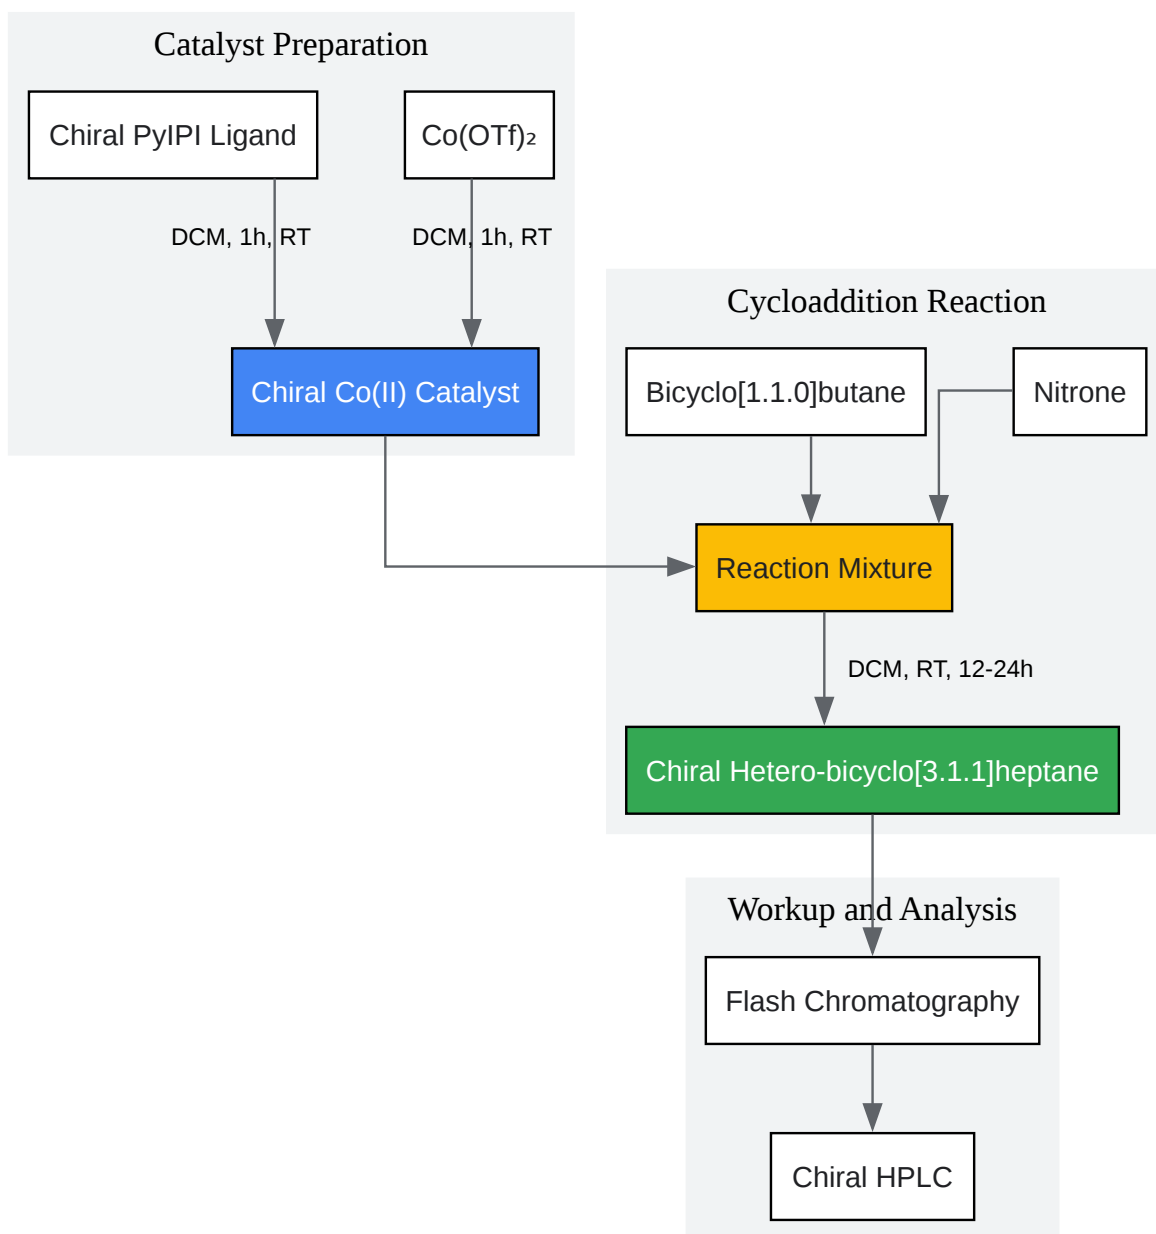 Catalyst Preparation
Chiral PyIPI Ligand
Co(OTf)₂
DCM, 1h, RT
DCM, 1h, RT
Chiral Co(II) Catalyst
Cycloaddition Reaction
Bicyclo[1.1.0]butane
Nitrone
Reaction Mixture
DCM, RT, 12-24h
Chiral Hetero-bicyclo[3.1.1]heptane
Workup and Analysis
Flash Chromatography
Chiral HPLC